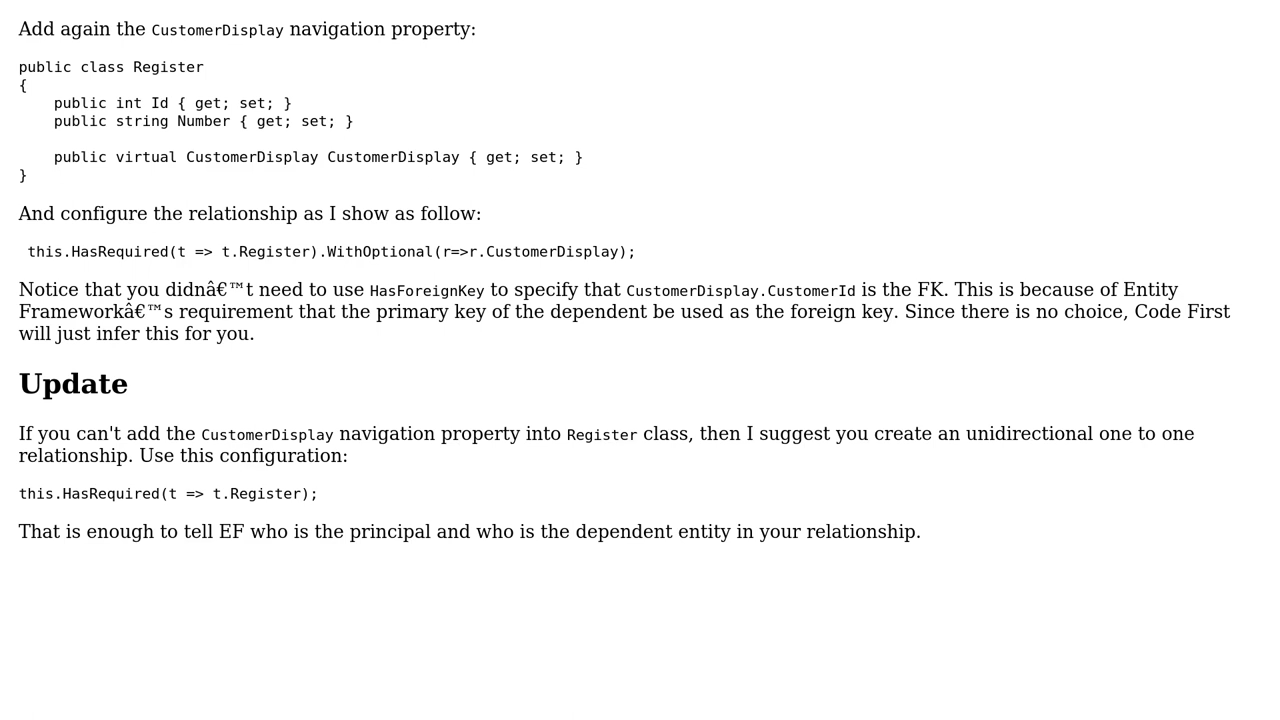 Add again the CustomerDisplay navigation property:
public class Register
{
    public int Id { get; set; }
    public string Number { get; set; }

    public virtual CustomerDisplay CustomerDisplay { get; set; }
}
And configure the relationship as I show as follow:
 this.HasRequired(t => t.Register).WithOptional(r=>r.CustomerDisplay);
Notice that you didnâ€™t need to use HasForeignKey to specify that CustomerDisplay.CustomerId is the FK. This is because of Entity
Frameworkâ€™s requirement that the primary key of the dependent be used as the foreign key. Since there is no choice, Code First
will just infer this for you.
Update
If you can't add the CustomerDisplay navigation property into Register class, then I suggest you create an unidirectional one to one
relationship. Use this configuration:
this.HasRequired(t => t.Register);
That is enough to tell EF who is the principal and who is the dependent entity in your relationship.